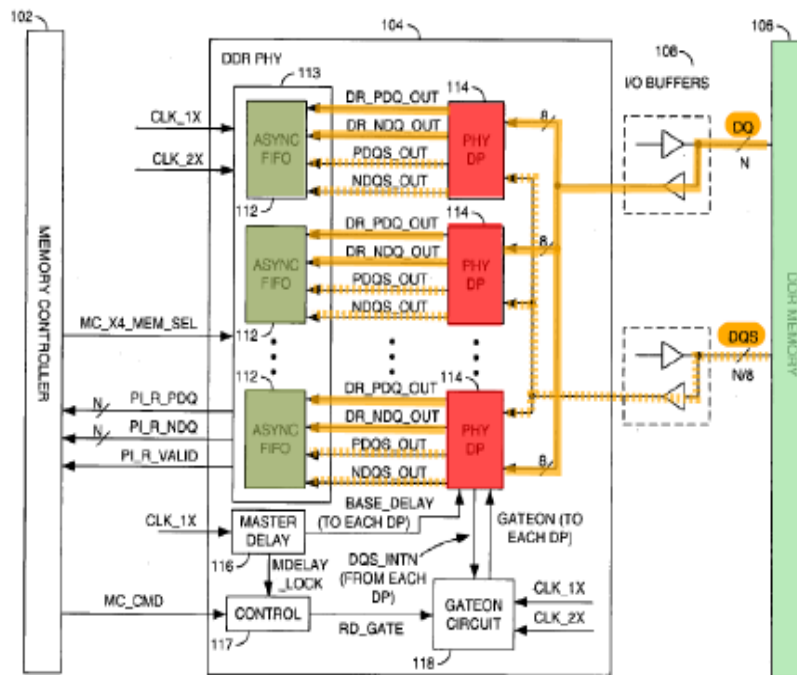 102
104
106
DDR PHY
113
108
I/O BUFFERS
CLK_1X
CLK_2X
ASYNC FIFO
112
DR_PDQ_OUT
DR_NDQ_OUT
PDQS_OUT
NDQS_OUT
114
PHY DP
8
DQ
N
MEMORY CONTROLLER
DDR MEMORY
MC_X4_MEM_SEL
ASYNC FIFO
112
DR_PDQ_OUT
DR_NDQ_OUT
PDQS_OUT
NDQS_OUT
114
PHY DP
8
DQS
N/8
PI_R_PDQ
N
PI_R_NDQ
N
PI_R_VALID
112
ASYNC FIFO
DR_PDQ_OUT
DR_NDQ_OUT
PDQS_OUT
NDQS_OUT
114
PHY DP
8
CLK_1X
MASTER DELAY
116
BASE_DELAY
(TO EACH DP)
GATEON (TO
EACH DP)
MDELAY
_LOCK
DQS_INTN
(FROM EACH
DP)
MC_CMD
CONTROL
117
RD_GATE
GATEON
CIRCUIT
118
CLK_1X
CLK_2X